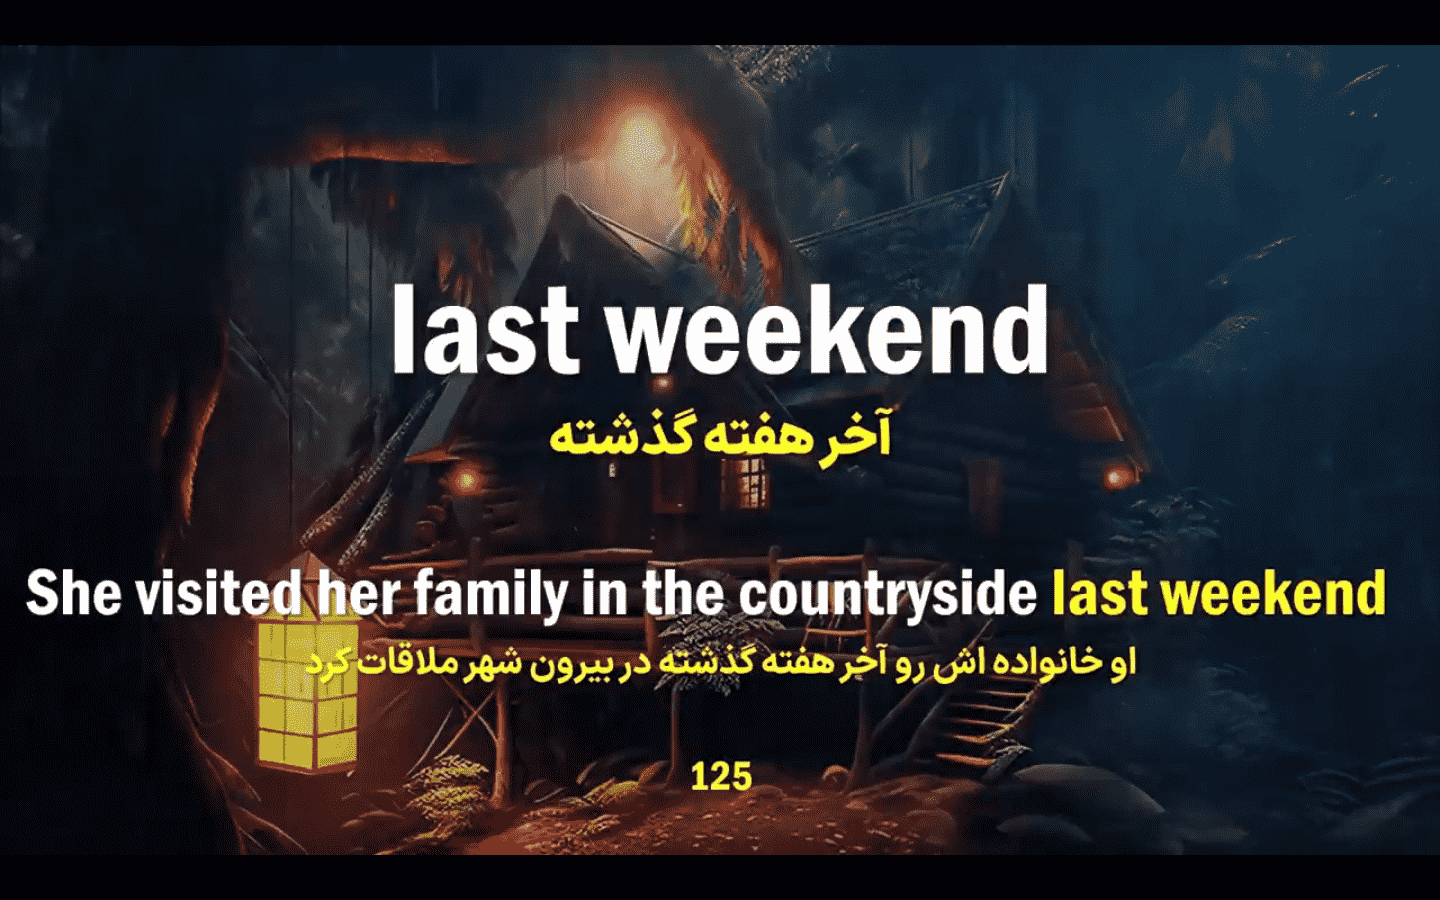 last weekend
آخر هفته گذشته
She visited her family in the countryside last weekend
او خانواده اش رو آخر هفته گذشته در بیرون شهر ملاقات کرد
125